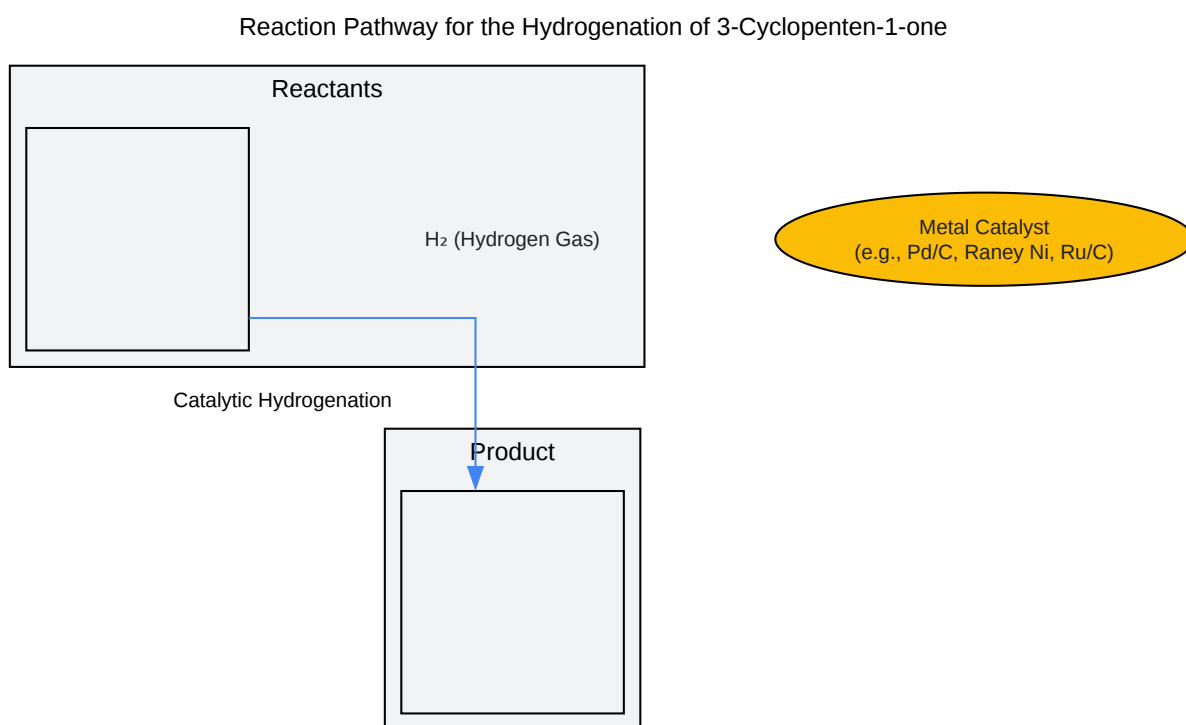 Reaction Pathway for the Hydrogenation of 3-Cyclopenten-1-one
Reactants
H₂ (Hydrogen Gas)
Metal Catalyst
(e.g., Pd/C, Raney Ni, Ru/C)
Catalytic Hydrogenation
Product